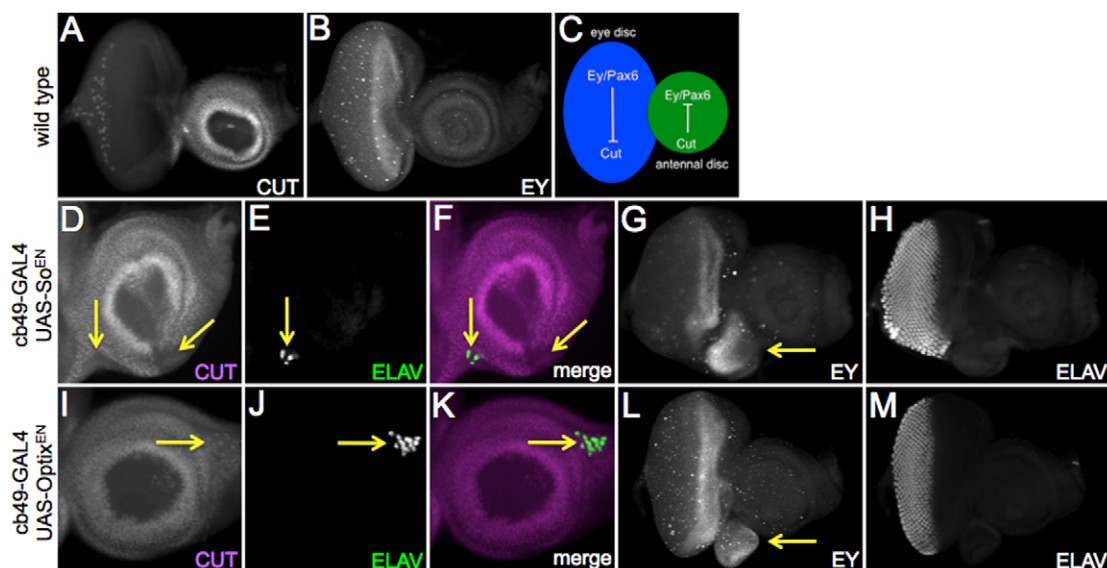 A
CUT
B
EY
C
eye disc
Ey/Pax6
Cut
Ey/Pax6
Cut
antennal disc
wild type
D
CUT
E
ELAV
F
merge
G
EY
H
ELAV
cb49-GAL4
UAS-So^EN
I
CUT
J
ELAV
K
merge
L
EY
M
ELAV
cb49-GAL4
UAS-Optix^EN